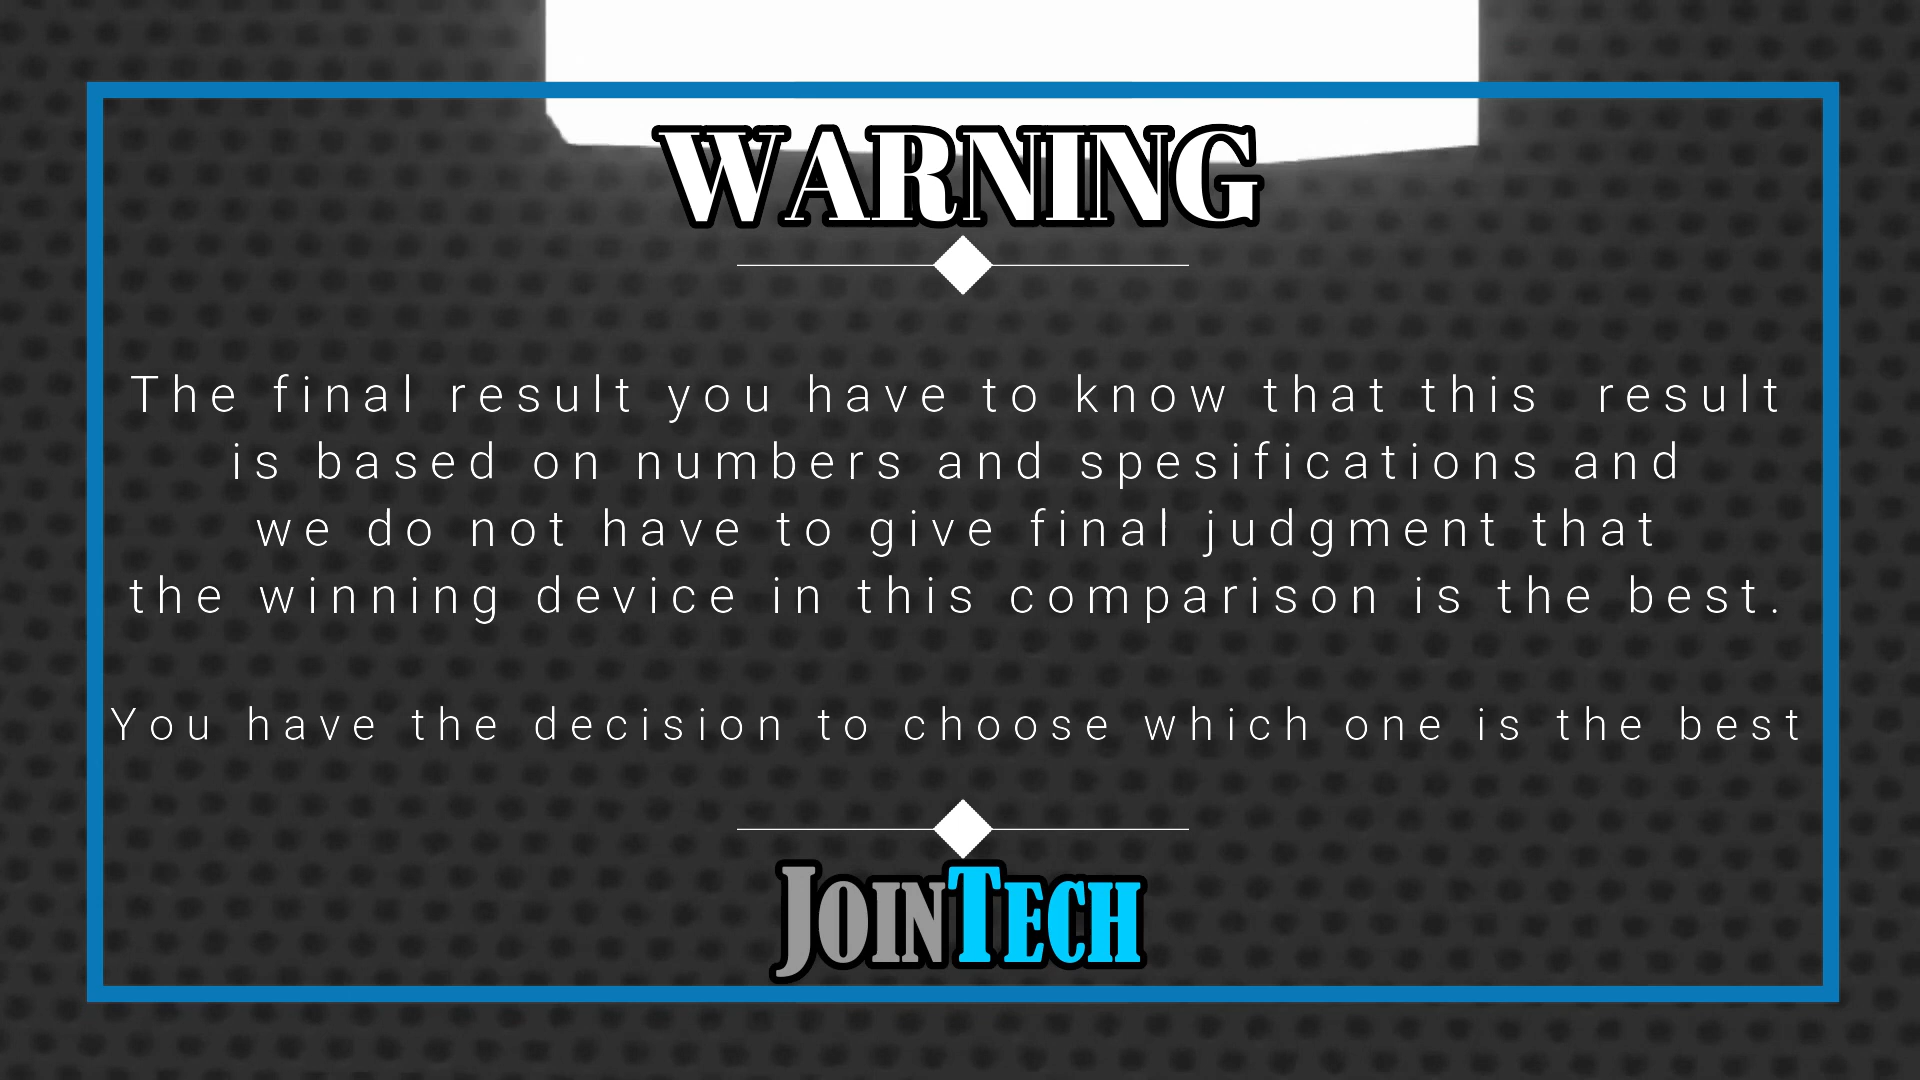 WARNING
The final result you have to know that this result
is based on numbers and spesifications and
we do not have to give final judgment that
the winning device in this comparison is the best.
You have the decision to choose which one is the best
JOINTECH